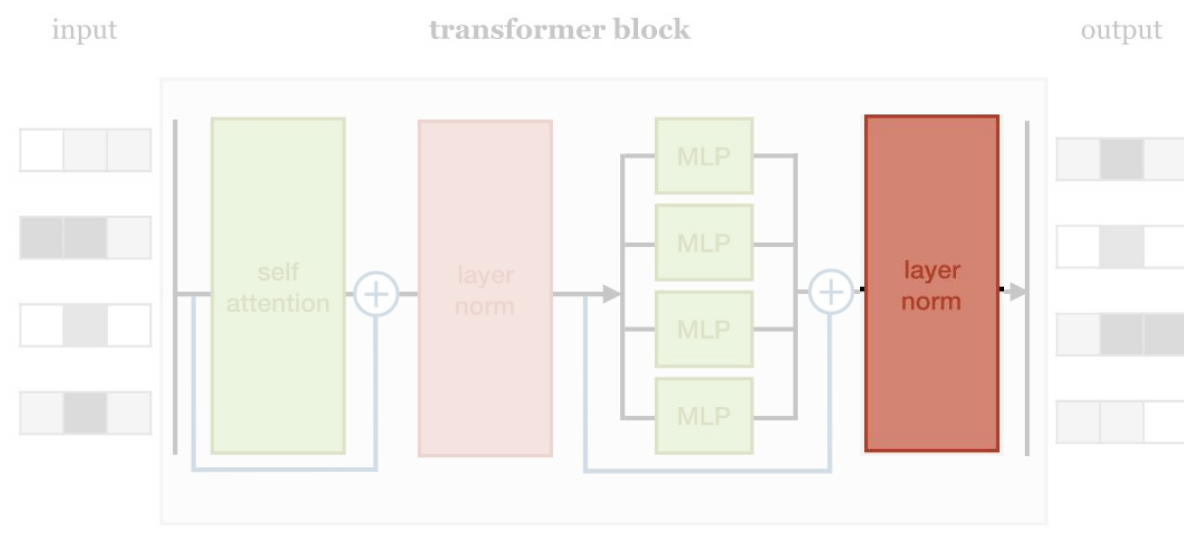 input
transformer block
output
self
attention
layer
norm
MLP
MLP
MLP
MLP
layer
norm